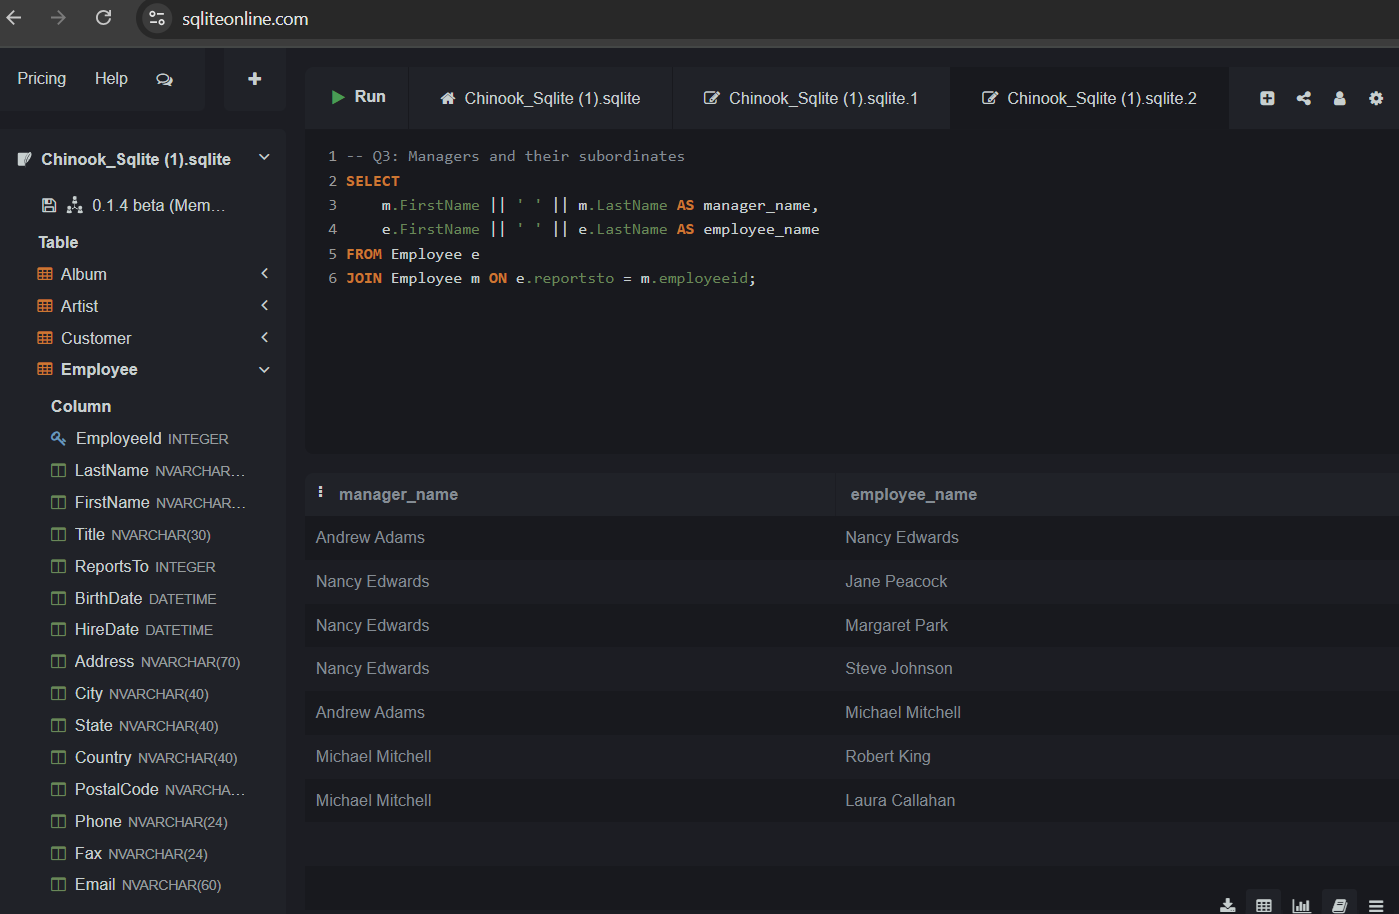 sqliteonline.com
Pricing Help
Run Chinook_Sqlite (1).sqlite Chinook_Sqlite (1).sqlite.1 Chinook_Sqlite (1).sqlite.2
Chinook_Sqlite (1).sqlite
0.1.4 beta (Mem...
Table
Album
Artist
Customer
Employee
Column
EmployeeId INTEGER
LastName NVARCHAR...
FirstName NVARCHAR...
Title NVARCHAR(30)
ReportsTo INTEGER
BirthDate DATETIME
HireDate DATETIME
Address NVARCHAR(70)
City NVARCHAR(40)
State NVARCHAR(40)
Country NVARCHAR(40)
PostalCode NVARCHA...
Phone NVARCHAR(24)
Fax NVARCHAR(24)
Email NVARCHAR(60)
1 -- Q3: Managers and their subordinates
2 SELECT
3 m.FirstName || ' ' || m.LastName AS manager_name,
4 e.FirstName || ' ' || e.LastName AS employee_name
5 FROM Employee e
6 JOIN Employee m ON e.reportsto = m.employeeid;
manager_name employee_name
Andrew Adams Nancy Edwards
Nancy Edwards Jane Peacock
Nancy Edwards Margaret Park
Nancy Edwards Steve Johnson
Andrew Adams Michael Mitchell
Michael Mitchell Robert King
Michael Mitchell Laura Callahan